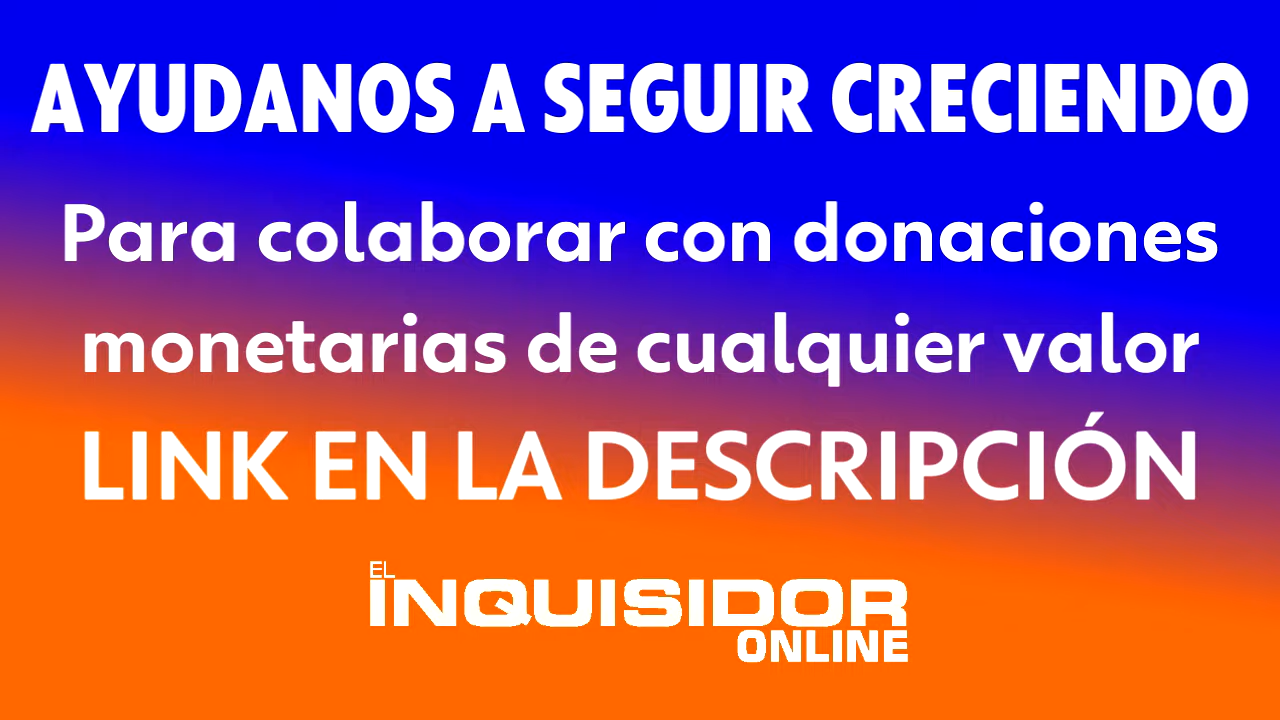 AYUDANOS A SEGUIR CRECIENDO
Para colaborar con donaciones
monetarias de cualquier valor
LINK EN LA DESCRIPCIÓN
EL
INQUISIDOR
ONLINE